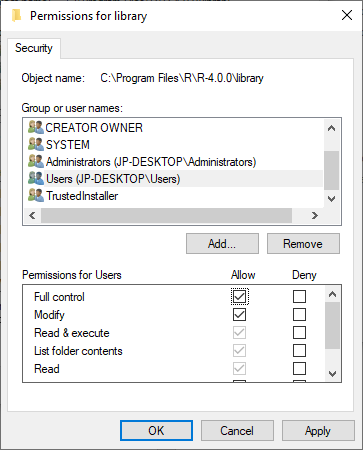 Permissions for library
Security
Object name: C:\Program Files\R\R-4.0.0\library
Group or user names:
CREATOR OWNER
SYSTEM
Administrators (JP-DESKTOP\Administrators)
Users (JP-DESKTOP\Users)
TrustedInstaller
Add... Remove
Permissions for Users Allow Deny
Full control
Modify
Read & execute
List folder contents
Read
OK Cancel Apply